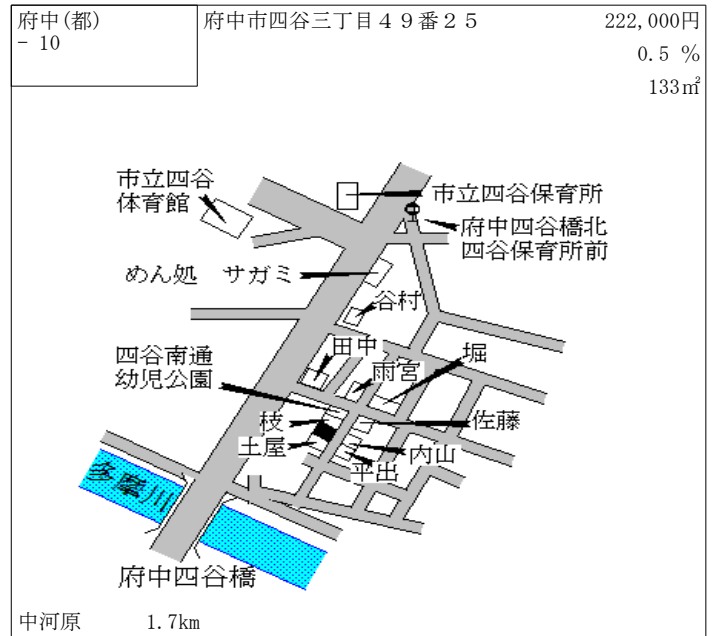 府中(都)
- 10
府中市四谷三丁目４９番２５
222,000円
0.5 %
133㎡
市立四谷
体育館
市立四谷保育所
府中四谷橋北
四谷保育所前
めん処　サガミ
谷村
田中
堀
四谷南通
幼児公園
雨宮
枝
佐藤
土屋
内山
平出
多摩川
府中四谷橋
中河原　1.7km